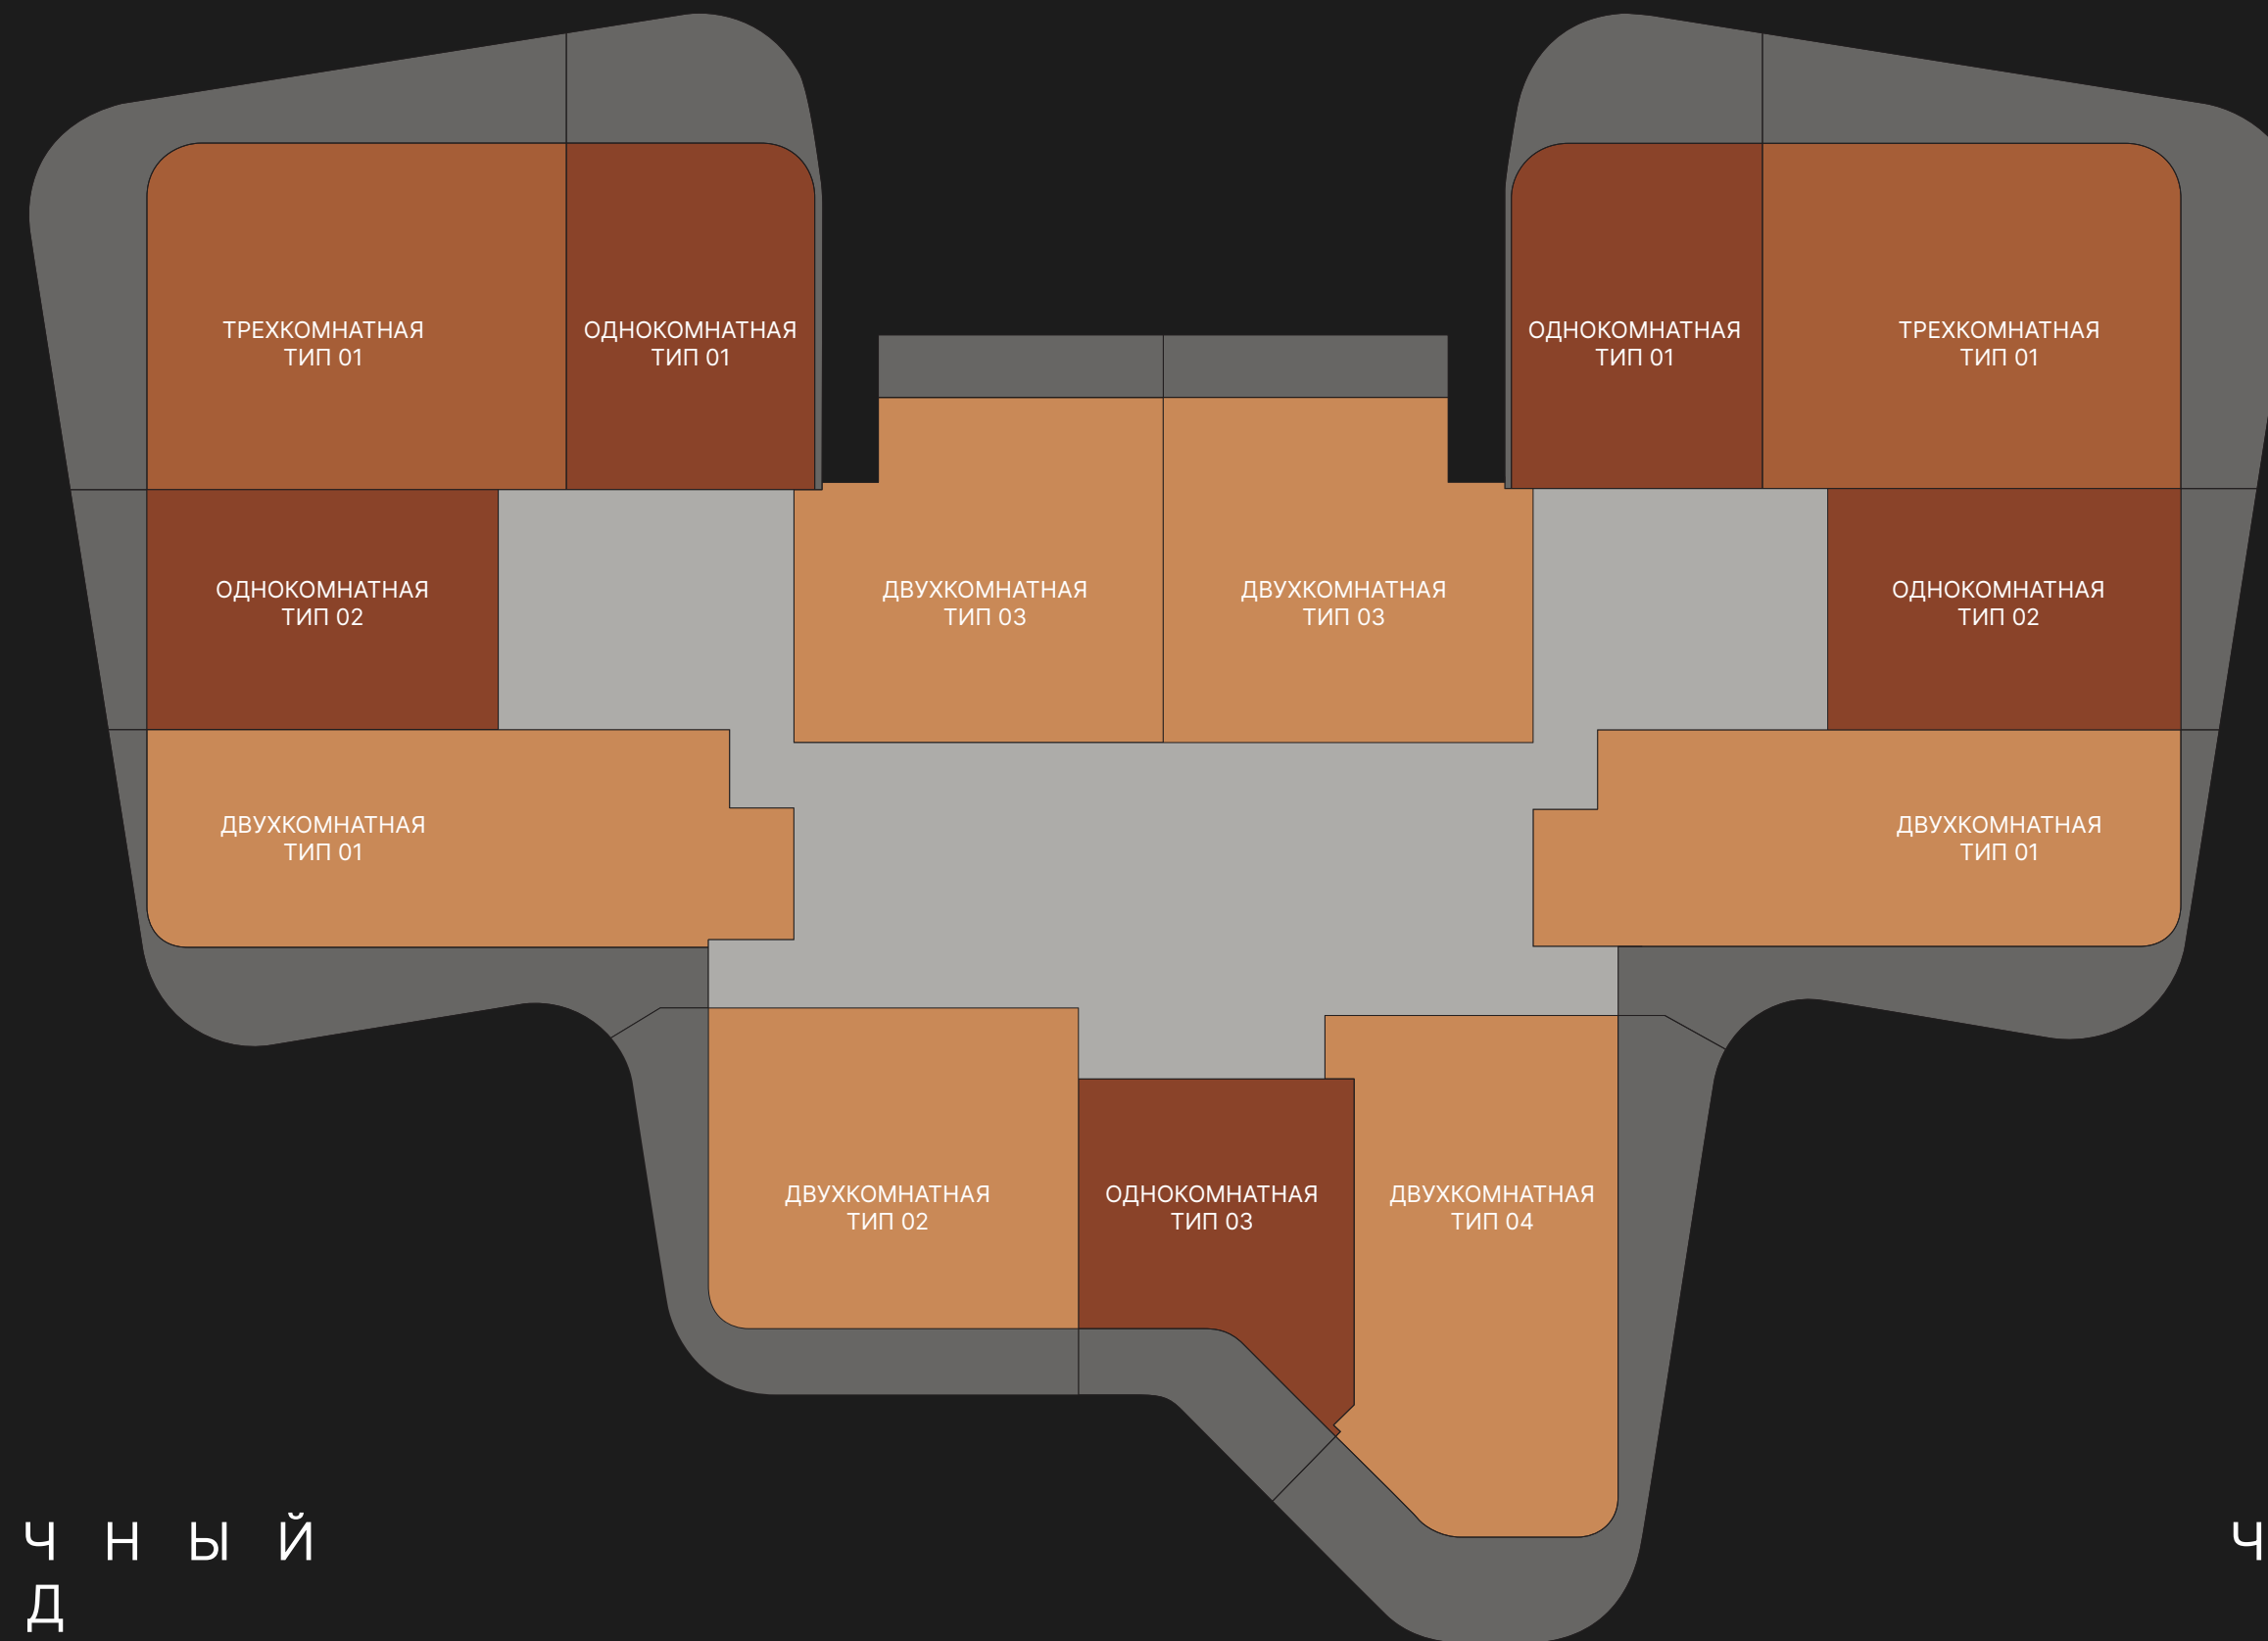 ТРЕХКОМНАТНАЯ
ТИП 01
ОДНОКОМНАТНАЯ
ТИП 01
ОДНОКОМНАТНАЯ
ТИП 01
ТРЕХКОМНАТНАЯ
ТИП 01
ОДНОКОМНАТНАЯ
ТИП 02
ДВУХКОМНАТНАЯ
ТИП 03
ДВУХКОМНАТНАЯ
ТИП 03
ОДНОКОМНАТНАЯ
ТИП 02
ДВУХКОМНАТНАЯ
ТИП 01
ДВУХКОМНАТНАЯ
ТИП 01
ДВУХКОМНАТНАЯ
ТИП 02
ОДНОКОМНАТНАЯ
ТИП 03
ДВУХКОМНАТНАЯ
ТИП 04
Ч Н Ы Й
Д
Ч